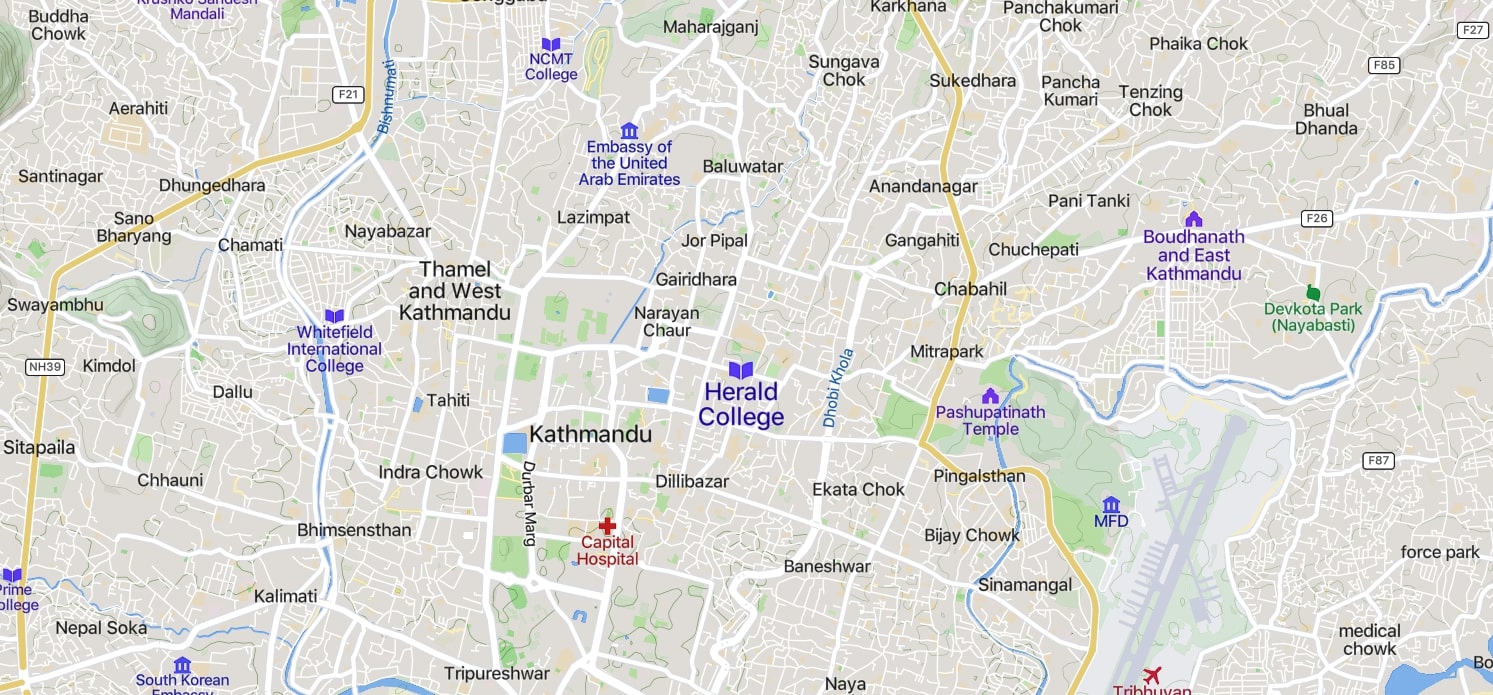 Mandali
Karkhana
Panchakumari
Chok
Buddha
Chowk
Maharajganj
F27
NCMT
College
Phaika Chok
Sungava
Chok
F85
Sukedhara
Pancha
Kumari
Tenzing
Chok
F21
Bishnumati
Aerahiti
Bhual
Dhanda
Embassy of
the United
Arab Emirates
Baluwatar
Santinagar
Dhungedhara
Anandanagar
Pani Tanki
Sano
Bharyang
Lazimpat
F26
Nayabazar
Chamati
Jor Pipal
Gangahiti
Chuchepati
Boudhanath
and East
Kathmandu
Thamel
and West
Kathmandu
Gairidhara
Chabahil
Swayambhu
Devkota Park
(Nayabasti)
Narayan
Chaur
Whitefield
International
College
Mitrapark
NH39
Kimdol
Dallu
Tahiti
Herald
College
Dhobi Khola
Pashupatinath
Temple
Kathmandu
Sitapaila
F87
Indra Chowk
Chhauni
Dillibazar
Ekata Chok
Pingalsthan
Durbar Marg
MFD
Bhimsensthan
Capital
Hospital
Bijay Chowk
force park
Baneshwar
Sinamangal
Kalimati
Nepal Soka
medical
chowk
Tripureshwar
South Korean
Naya